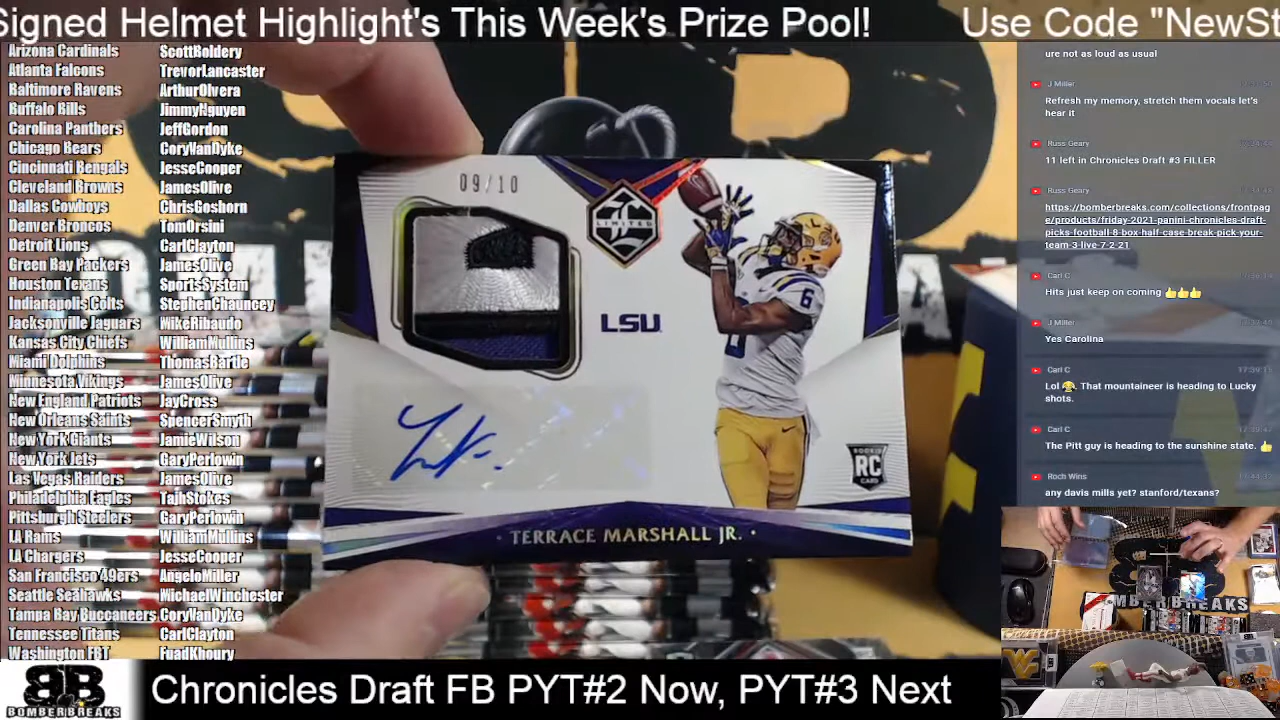 Signed Helmet Highlight's This Week's Prize Pool! Use Code "NewSt
Arizona Cardinals ScottBoldery
Atlanta Falcons TrevorLancaster
Baltimore Ravens ArthurOlvera
Buffalo Bills JimmyNguyen
Carolina Panthers JeffGordon
Chicago Bears CoryVanDyke
Cincinnati Bengals JesseCooper
Cleveland Browns JamesOlive
Dallas Cowboys ChrisGoshorn
Denver Broncos TomOrsini
Detroit Lions CarlClayton
Green Bay Packers JamesOlive
Houston Texans SportsSystem
Indianapolis Colts StephenChauncey
Jacksonville Jaguars MikeRibaudo
Kansas City Chiefs WilliamMullins
Miami Dolphins ThomasBartle
Minnesota Vikings JamesOlive
New England Patriots JayCross
New Orleans Saints SpencerSmyth
New York Giants JamieWilson
New York Jets GaryPerlowin
Las Vegas Raiders JamesOlive
Philadelphia Eagles TajhStokes
Pittsburgh Steelers GaryPerlowin
LA Rams WilliamMullins
LA Chargers JesseCooper
San Francisco 49ers AngeloMiller
Seattle Seahawks MichaelWinchester
Tampa Bay Buccaneers CoryVanDyke
Tennessee Titans CarlClayton
Washington FBT FuadKhoury
09/10
LIMITED
LSU
6
ROOKIE
RC
CARD
TERRACE MARSHALL JR.
ure not as loud as usual
J Miller
Refresh my memory, stretch them vocals let's
hear it
Russ Geary
11 left in Chronicles Draft #3 FILLER
Russ Geary
https://bomberbreaks.com/collections/frontpag
e/products/friday-2021-panini-chronicles-draft-
picks-football-8-box-half-case-break-pick-your-
team-3-live-7-2-21
Carl C
Hits just keep on coming 👍👍👍
J Miller
Yes Carolina
Carl C
Lol 😂. That mountaineer is heading to Lucky
shots.
Carl C
The Pitt guy is heading to the sunshine state. 👍
Roch Wins
any davis mills yet? stanford/texans?
MBERBREAKS
BB
BOMBERBREAKS
Chronicles Draft FB PYT#2 Now, PYT#3 Next